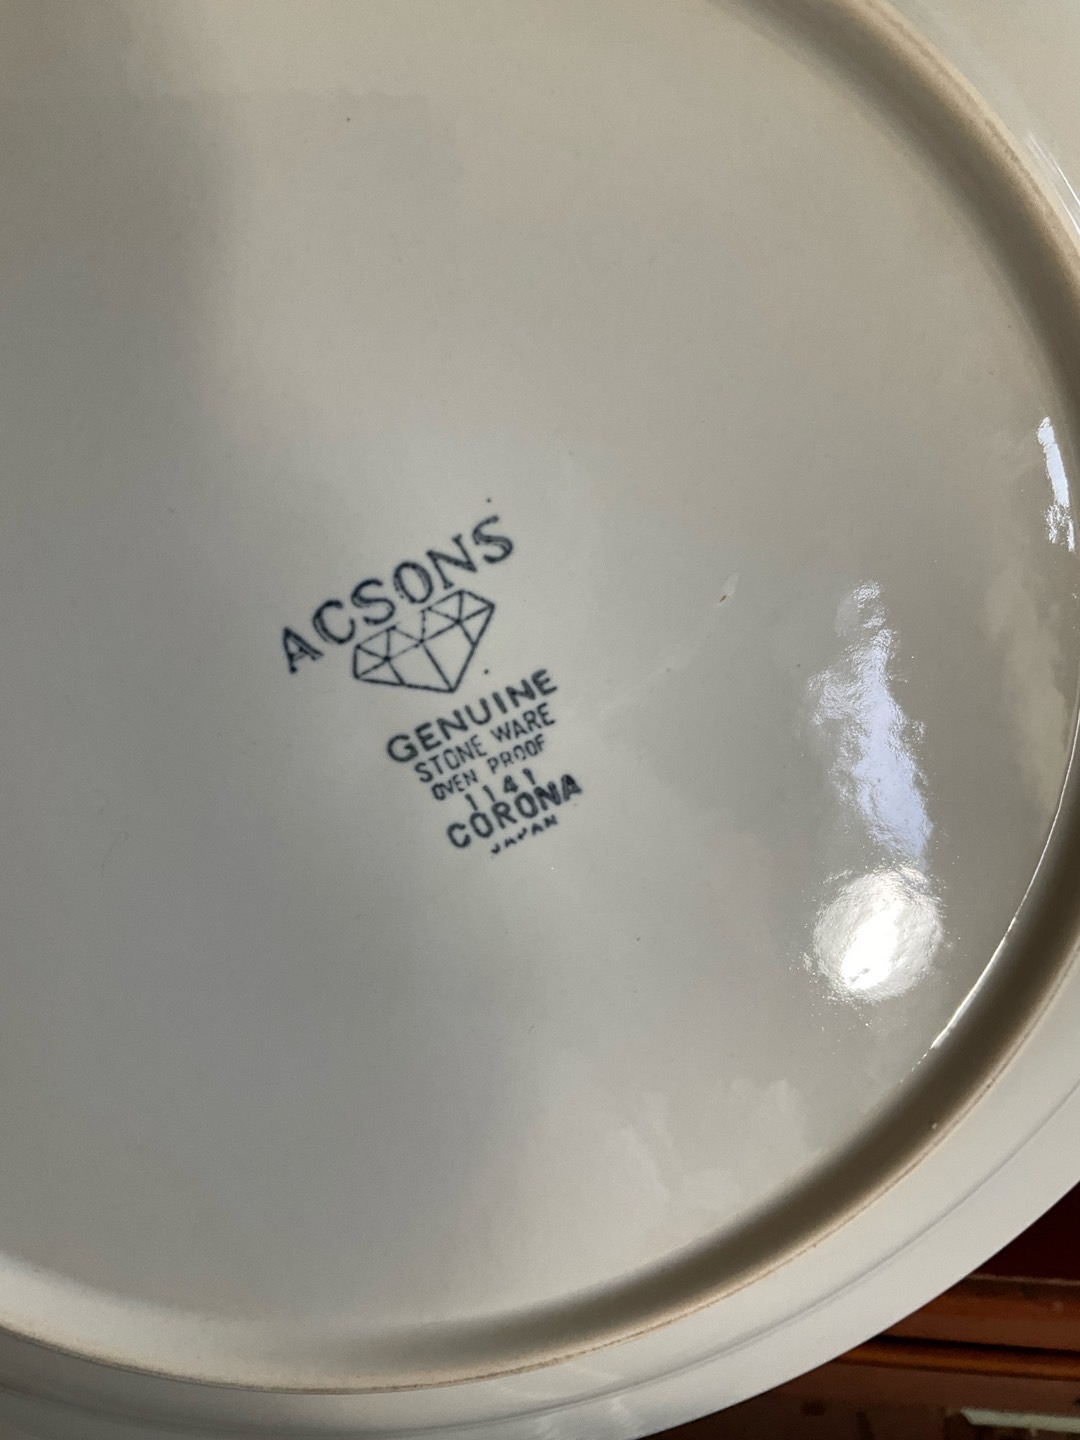 ACSONS
GENUINE
STONE WARE
OVEN PROOF
1141
CORONA
JAPAN